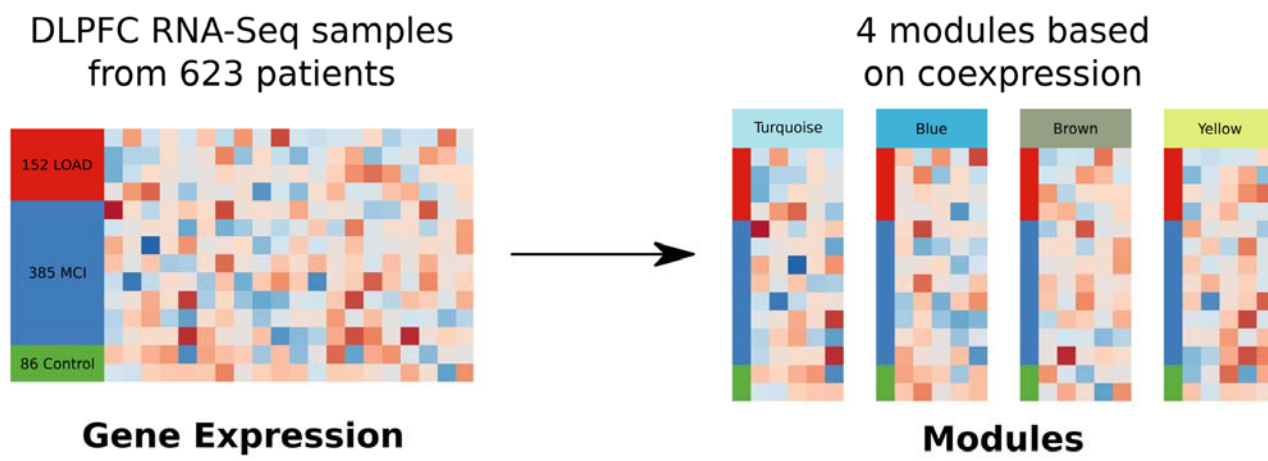 DLPFC RNA-Seq samples
from 623 patients
152 LOAD
385 MCI
86 Control
Gene Expression
4 modules based
on coexpression
Turquoise
Blue
Brown
Yellow
Modules